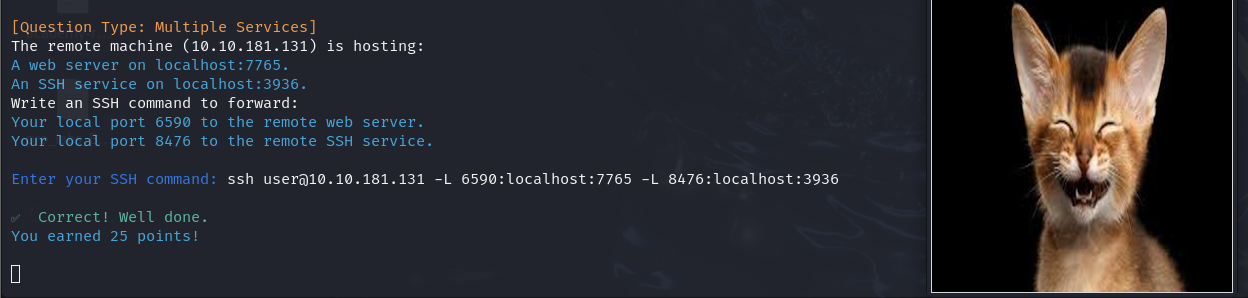 [Question Type: Multiple Services]
The remote machine (10.10.181.131) is hosting:
A web server on localhost:7765.
An SSH service on localhost:3936.
Write an SSH command to forward:
Your local port 6590 to the remote web server.
Your local port 8476 to the remote SSH service.
Enter your SSH command: ssh user@10.10.181.131 -L 6590:localhost:7765 -L 8476:localhost:3936
✅ Correct! Well done.
You earned 25 points!